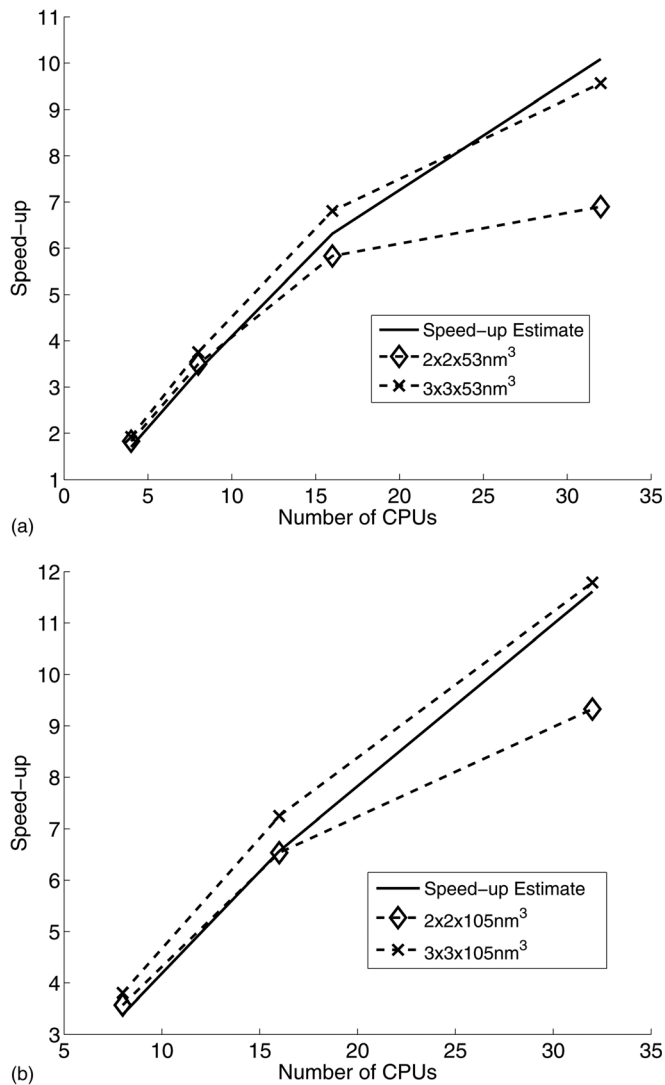 11
10
9
8
7
6
5
4
3
2
1
Speed-up
Speed-up Estimate
2x2x53nm³
3x3x53nm³
0 5 10 15 20 25 30 35
Number of CPUs
(a)
12
11
10
9
8
7
6
5
4
3
Speed-up
Speed-up Estimate
2x2x105nm³
3x3x105nm³
5 10 15 20 25 30 35
Number of CPUs
(b)